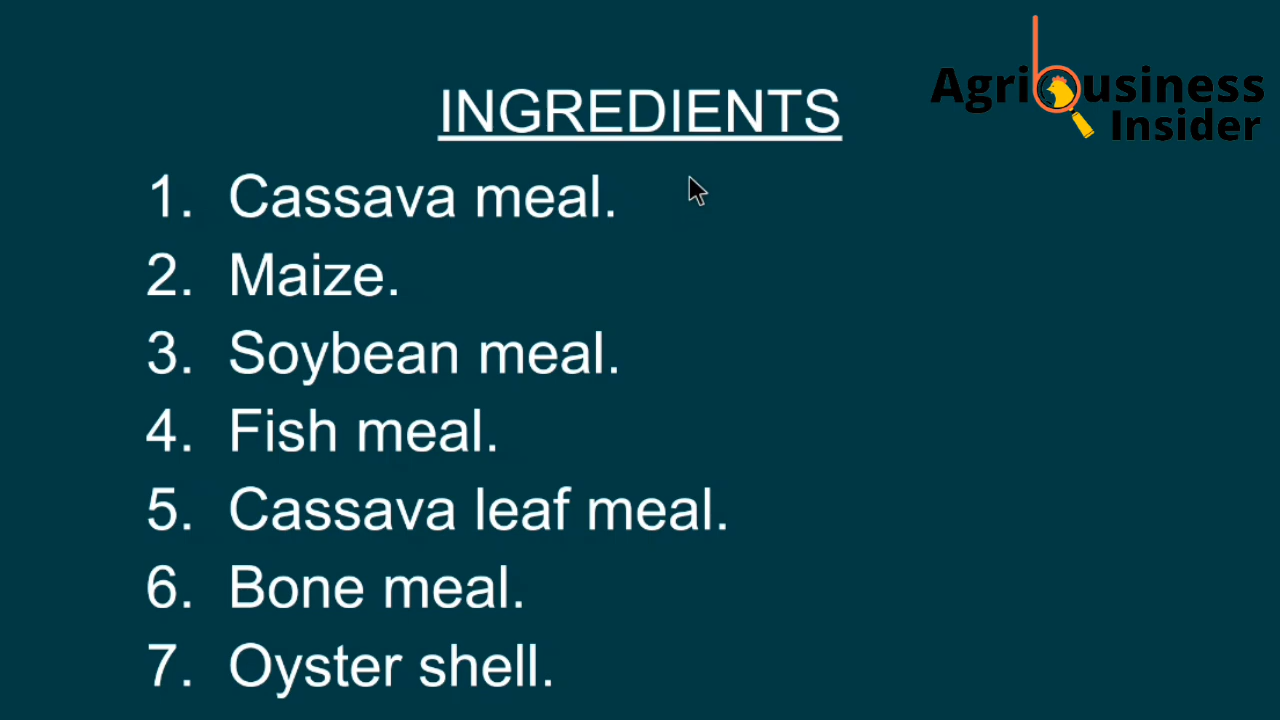 INGREDIENTS
Agribusiness
Insider
1. Cassava meal.
2. Maize.
3. Soybean meal.
4. Fish meal.
5. Cassava leaf meal.
6. Bone meal.
7. Oyster shell.